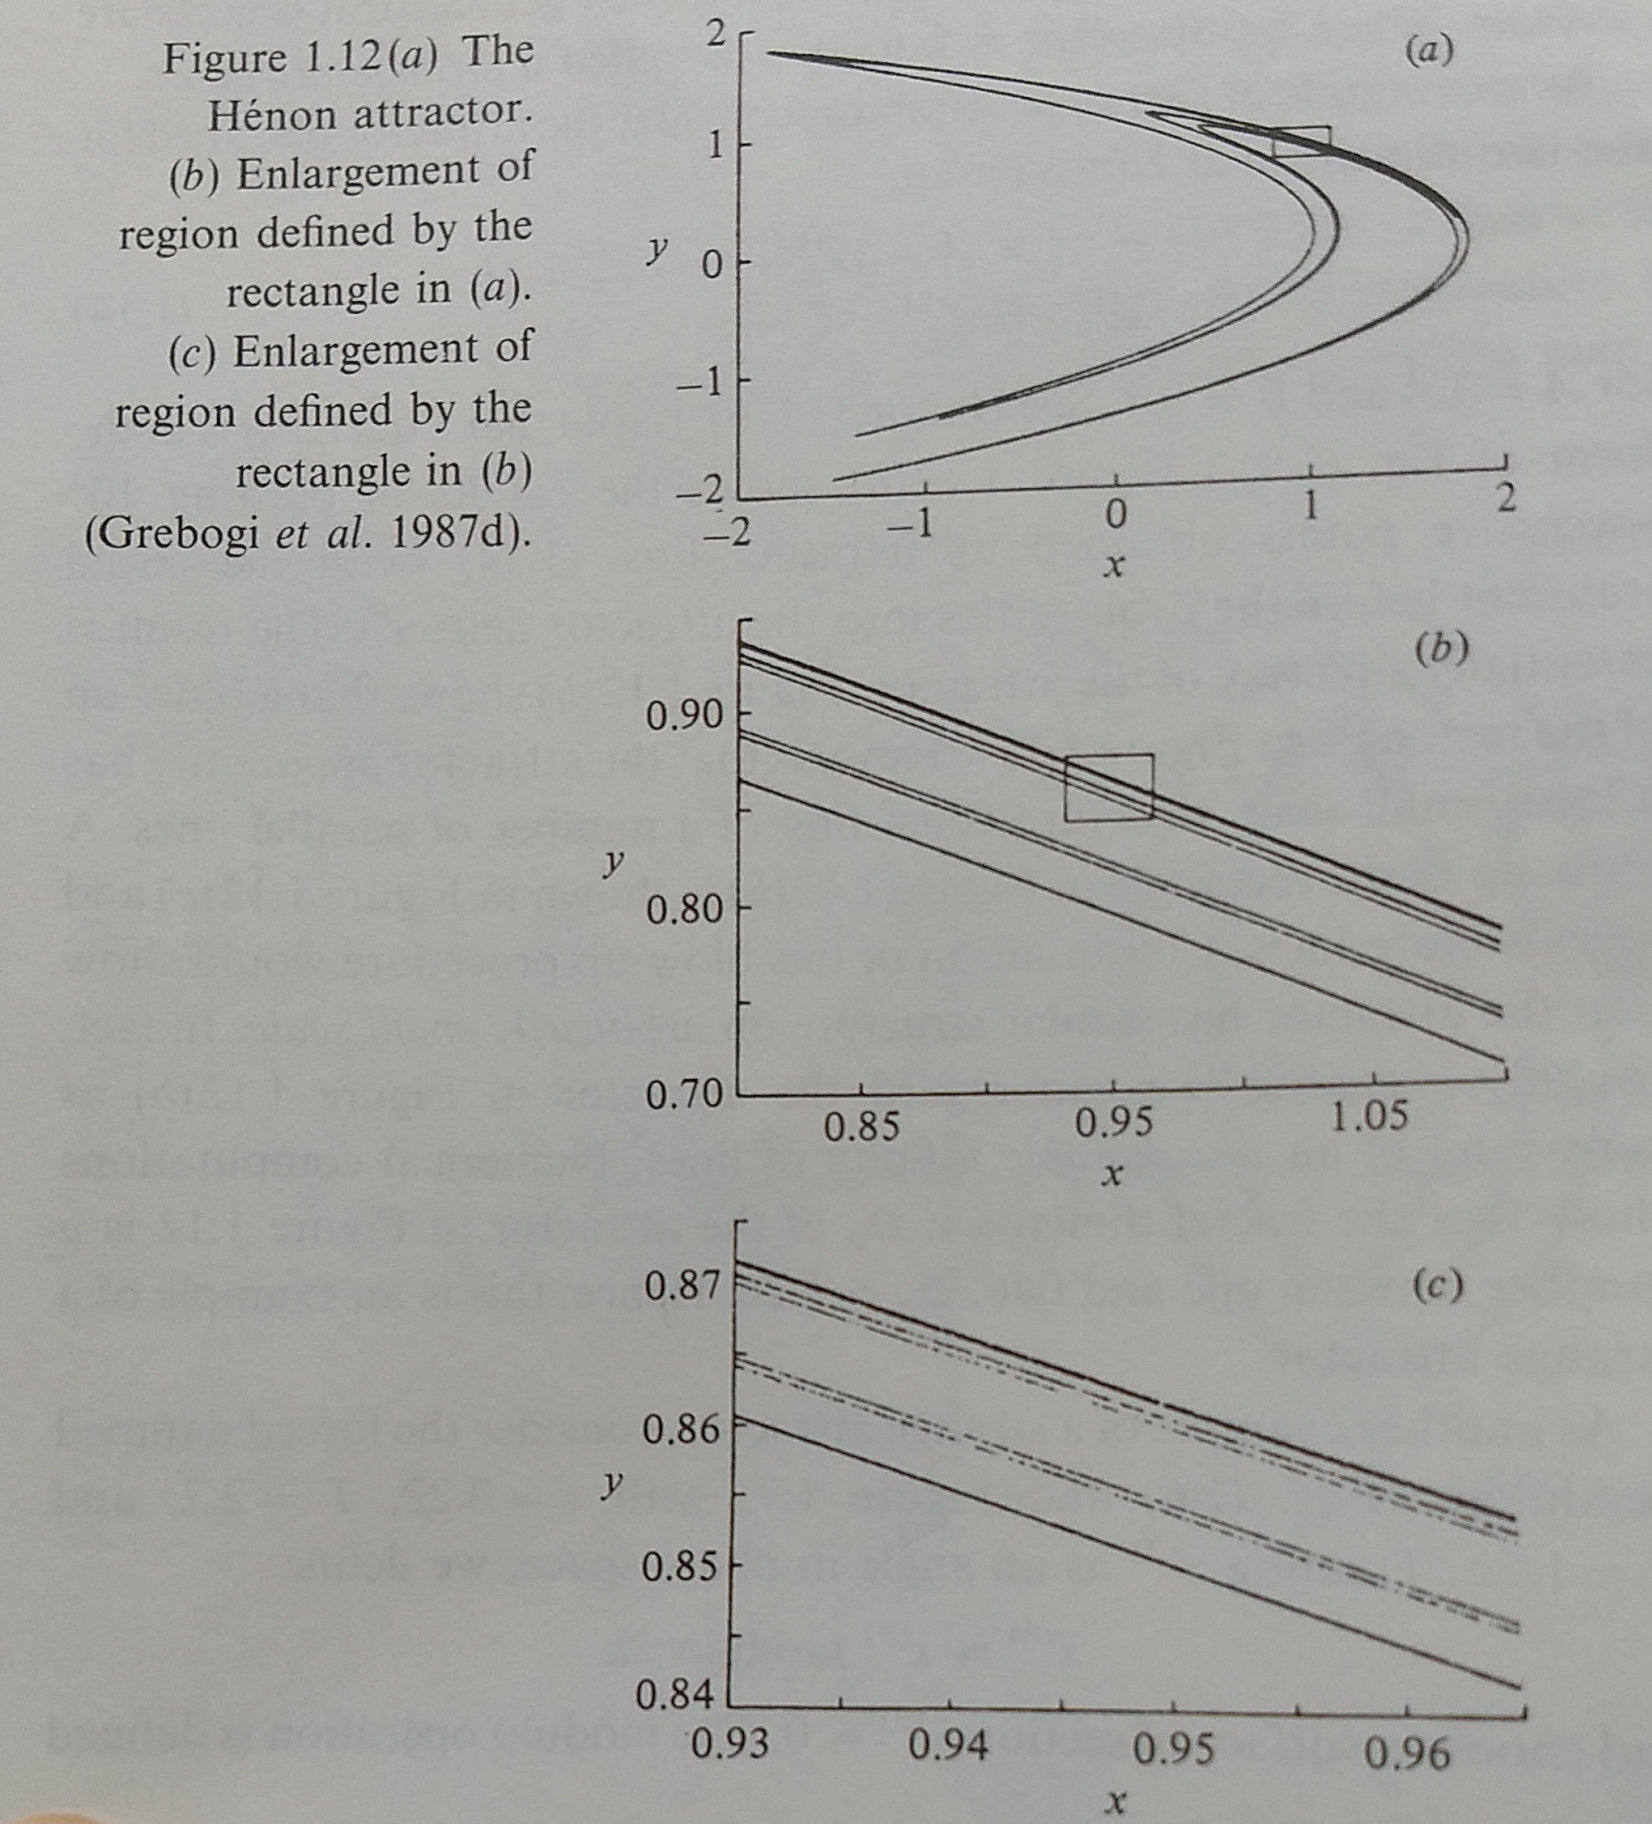 Figure 1.12(a) The
Hénon attractor.
(b) Enlargement of
region defined by the
rectangle in (a).
(c) Enlargement of
region defined by the
rectangle in (b)
(Grebogi et al. 1987d).
(a)
2
1
y
0
−1
−2
−2 −1 0 1 2
x
(b)
0.90
y
0.80
0.70
0.85 0.95 1.05
x
(c)
0.87
0.86
y
0.85
0.84
0.93 0.94 0.95 0.96
x